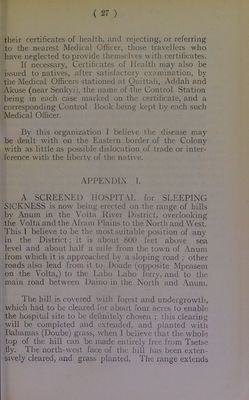 ( 27 )
their certificates of health, and rejecting, or referring
to the nearest Medical Officer, those travellers who
have neglected to provide themselves with certificates.
If necessary, Certificates of Health may also be
issued to natives, after satisfactory examination, by
the Medical Officers stationed at Quittah, Addah and
Akuse (near Senkyi), the name of the Control Station
being in each case marked on the certificate, and a
corresponding Control Book being kept by each such
Medical Officer.
By this organization I believe the disease may
be dealt with on the Eastern border of the Colony
with as little as possible dislocation of trade or inter-
ference with the liberty of the native.
APPENDIX I.
A SCREENED HOSPITAL for SLEEPING
SICKNESS is now being erected on the range of hills
by Anum in the Volta River District, overlooking
the Volta and the Afram Plains to the North and West.
This I believe to be the most suitable position of any
in the District; it is about 800 feet above sea
level and about half a mile from the town of Anum
from which it is approached by a sloping road; other
roads also lead from it to Doade (opposite Mpeasem
on the Volta,) to the Labo Labo ferry, and to the
main road between Damo in the North and Anum.
The hill is covered with forest and undergrowth,
which had to be cleared for about four acres to enable
the hospital site to be definitely chosen; this clearing
will be completed and extended, and planted with
Bahamas (Doube) grass, when I believe that the whole
top of the hill can be made entirely free from Tsetse
fly. The north-west face of the hill has been exten-
sively cleared, and grass planted. The range extends